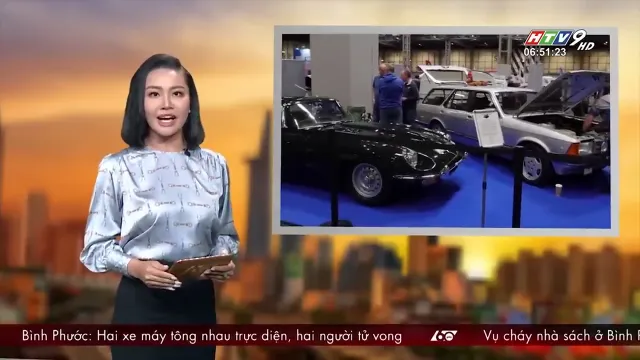 HTV9 HD
06:51:23
Bình Phước: Hai xe máy tông nhau trực diện, hai người tử vong
Vụ cháy nhà sách ở Bình